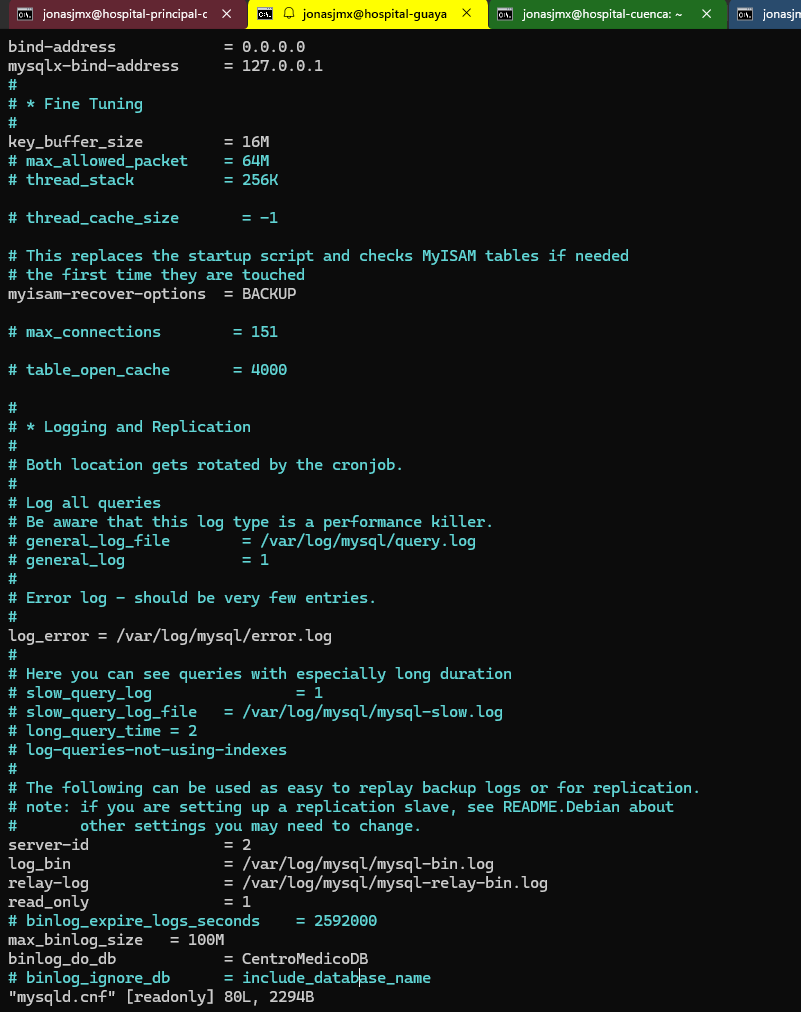 jonasjmx@hospital-principal-c
jonasjmx@hospital-guaya
jonasjmx@hospital-cuenca: ~
jonasjm
bind-address            = 0.0.0.0
mysqlx-bind-address     = 127.0.0.1
#
# * Fine Tuning
#
key_buffer_size         = 16M
# max_allowed_packet    = 64M
# thread_stack          = 256K
# thread_cache_size       = -1
# This replaces the startup script and checks MyISAM tables if needed
# the first time they are touched
myisam-recover-options  = BACKUP
# max_connections        = 151
# table_open_cache       = 4000
#
# * Logging and Replication
#
# Both location gets rotated by the cronjob.
#
# Log all queries
# Be aware that this log type is a performance killer.
# general_log_file        = /var/log/mysql/query.log
# general_log             = 1
#
# Error log - should be very few entries.
#
log_error = /var/log/mysql/error.log
#
# Here you can see queries with especially long duration
# slow_query_log                = 1
# slow_query_log_file   = /var/log/mysql/mysql-slow.log
# long_query_time = 2
# log-queries-not-using-indexes
#
# The following can be used as easy to replay backup logs or for replication.
# note: if you are setting up a replication slave, see README.Debian about
#       other settings you may need to change.
server-id               = 2
log_bin                 = /var/log/mysql/mysql-bin.log
relay-log               = /var/log/mysql/mysql-relay-bin.log
read_only               = 1
# binlog_expire_logs_seconds    = 2592000
max_binlog_size   = 100M
binlog_do_db            = CentroMedicoDB
# binlog_ignore_db      = include_database_name
"mysqld.cnf" [readonly] 80L, 2294B